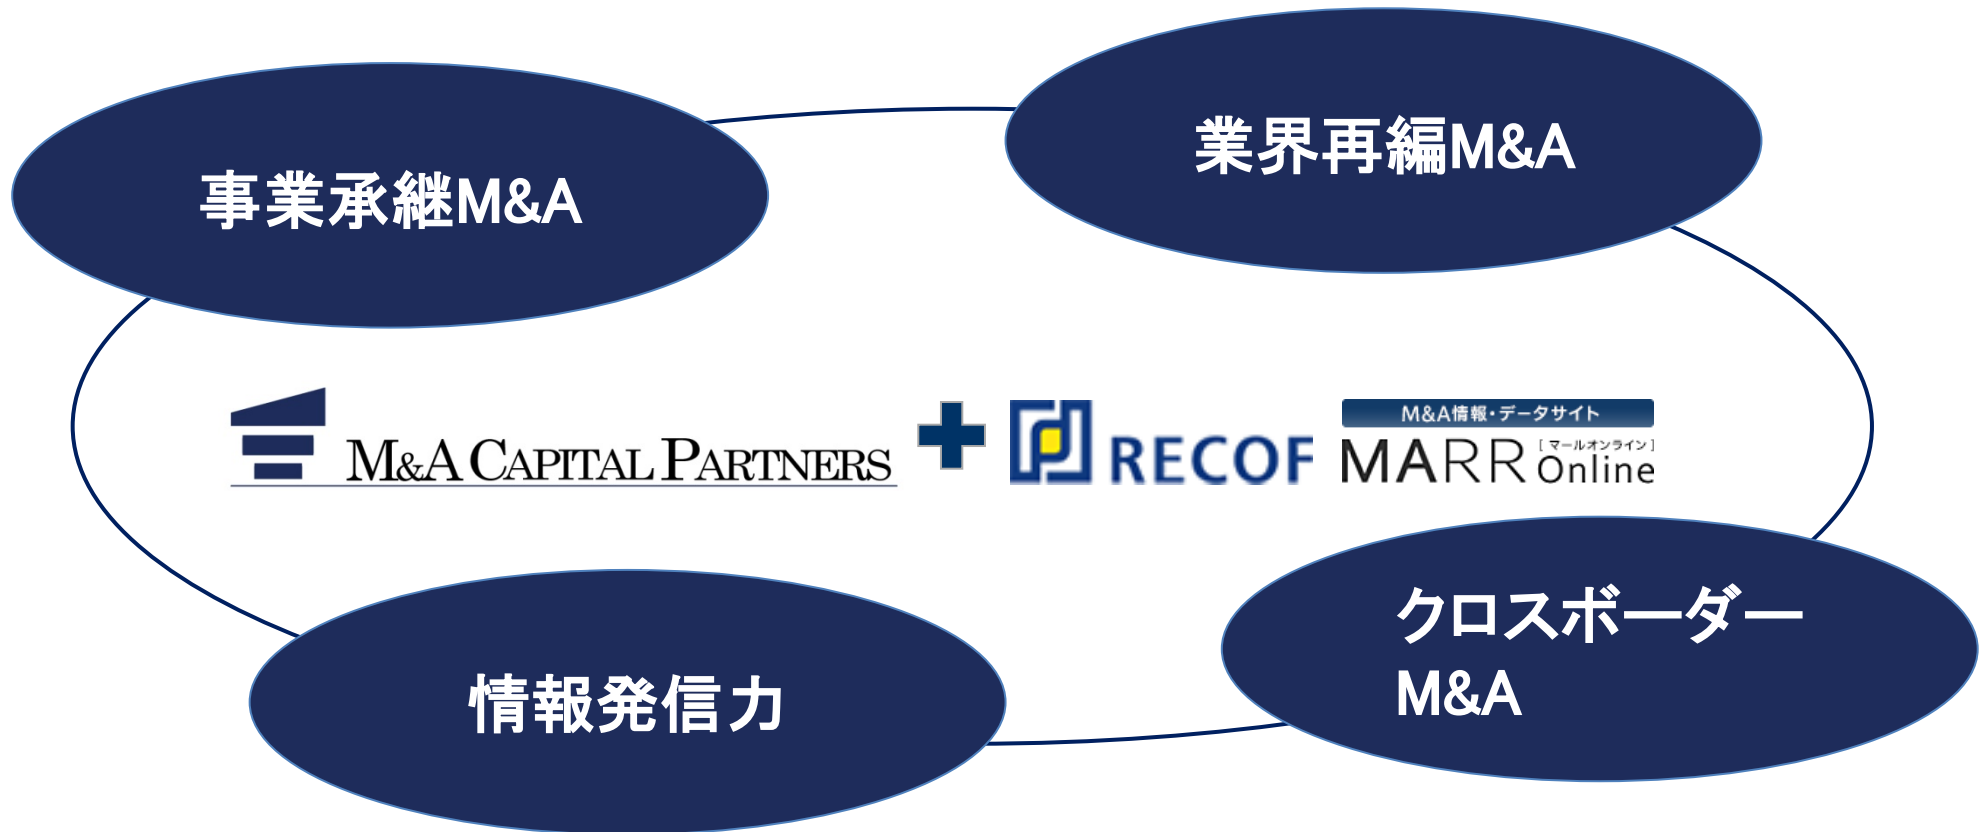 事業承継M&A
業界再編M&A
M&A CAPITAL PARTNERS
RECOF
M&A情報・データサイト
MARR Online
[マールオンライン]
情報発信力
クロスボーダー
M&A